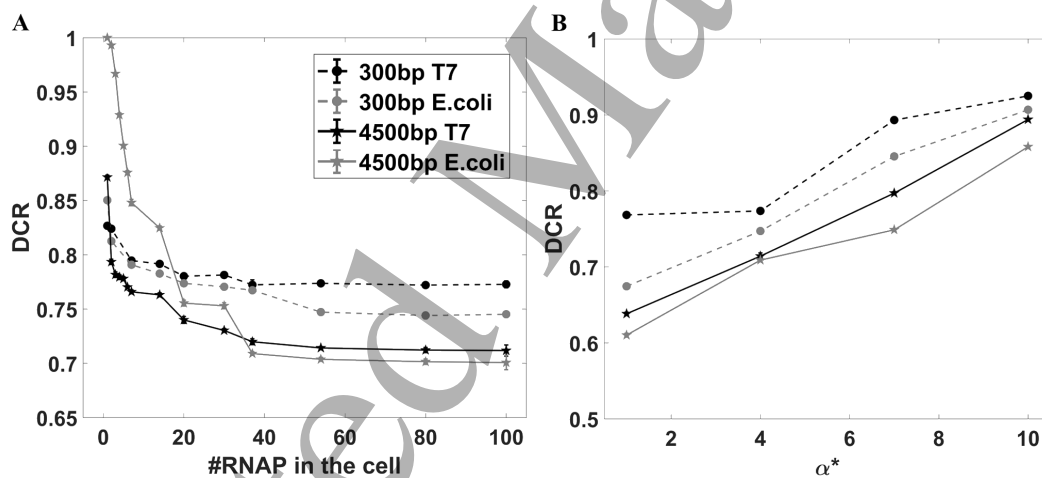 A
B
1
0.95
0.9
0.85
0.8
0.75
0.7
0.65
DCR
300bp T7
300bp E.coli
4500bp T7
4500bp E.coli
0 20 40 60 80 100
#RNAP in the cell
1
0.9
0.8
0.7
0.6
0.5
DCR
2 4 6 8 10
α*